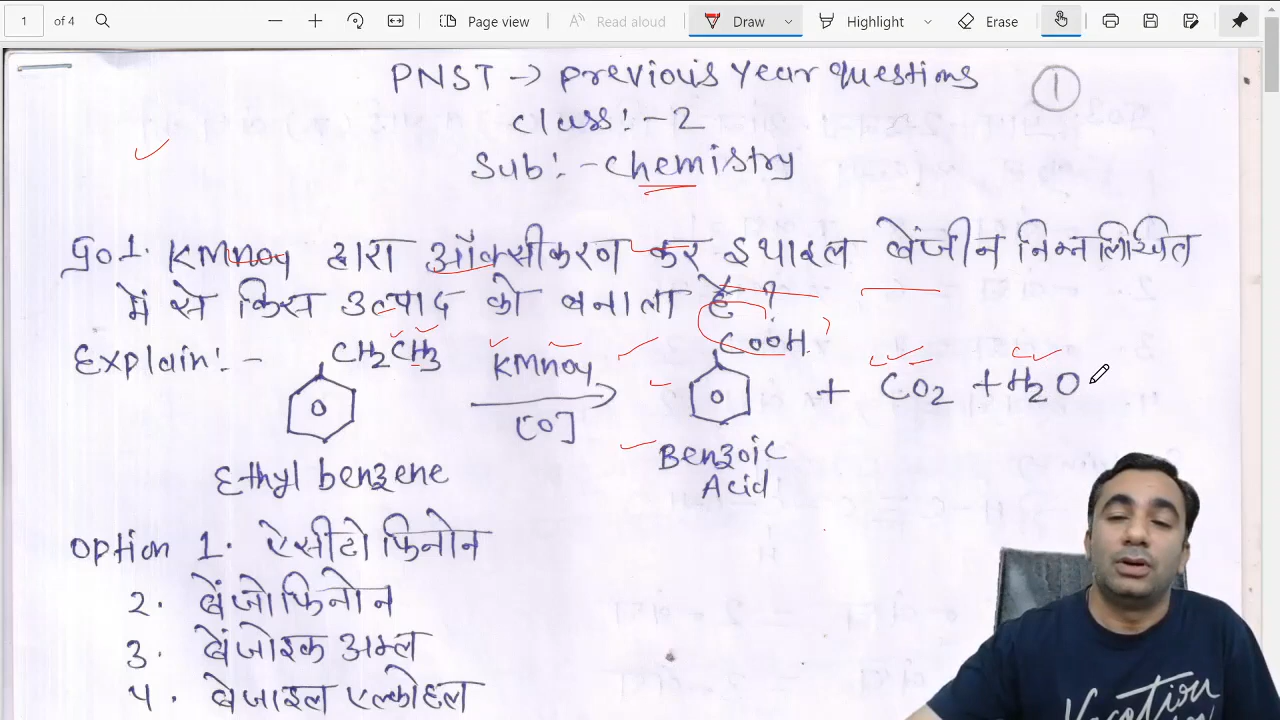 1 of 4 Page view Read aloud Draw Highlight Erase
PNST → Previous Year questions
1
Class:- 2
Sub:- Chemistry
प्र01. KMnO4 द्वारा ऑक्सीकरण कर इथाइल बेंजीन निम्नलिखित
में से किस उत्पाद को बनाता है ?
Explain:-
CH2CH3
KMnO4
[O]
COOH
+ CO2 + H2O
Ethyl benzene
Benzoic
Acid
Option 1. ऐसीटो फिनोन
2. बेंजोफिनोन
3. बेंजोइक अम्ल
4. बेंजाइल एल्कोहल
Vacation